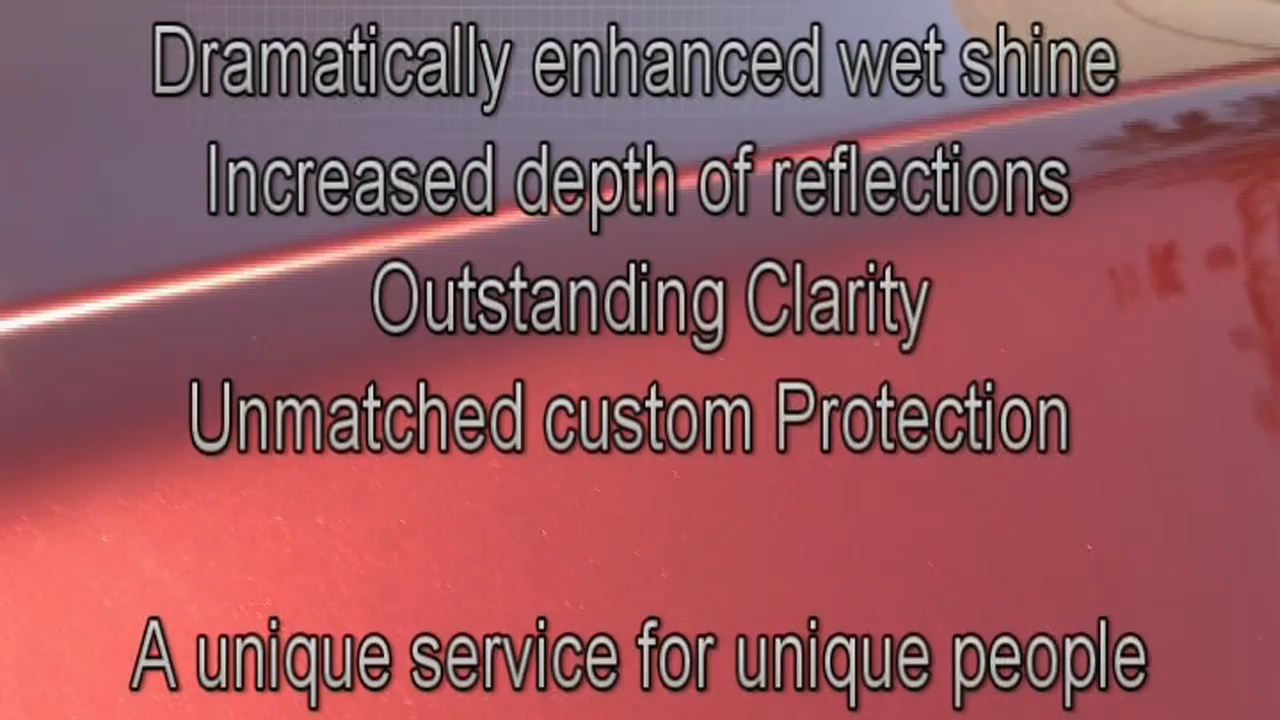 Dramatically enhanced wet shine
Increased depth of reflections
Outstanding Clarity
Unmatched custom Protection
A unique service for unique people